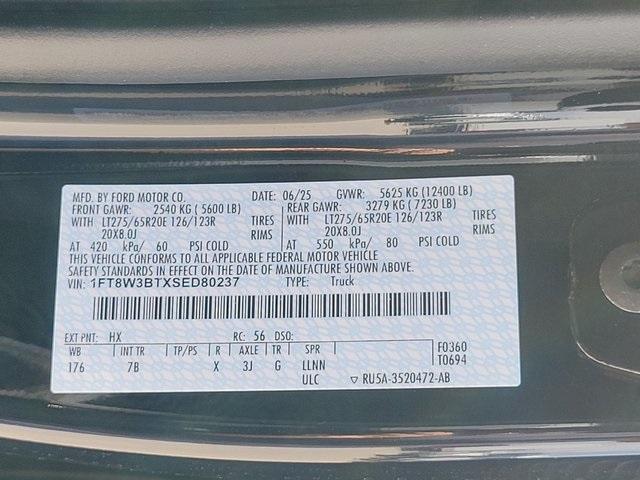 MFD. BY FORD MOTOR CO. DATE: 06/25 GVWR: 5625 KG (12400 LB)
FRONT GAWR: 2540 KG (5600 LB) REAR GAWR: 3279 KG (7230 LB)
WITH LT275/65R20E 126/123R TIRES WITH LT275/65R20E 126/123R TIRES
20X8.0J RIMS 20X8.0J RIMS
AT 420 kPa/ 60 PSI COLD AT 550 kPa/ 80 PSI COLD
THIS VEHICLE CONFORMS TO ALL APPLICABLE FEDERAL MOTOR VEHICLE
SAFETY STANDARDS IN EFFECT ON THE DATE OF MANUFACTURE SHOWN ABOVE.
VIN: 1FT8W3BTXSED80237 TYPE: Truck
EXT PNT: HX RC: 56 DSO:
WB INT TR TP/PS R AXLE TR SPR F0360
176 7B X 3J G LLNN T0694
ULC ▽ RU5A-3520472-AB